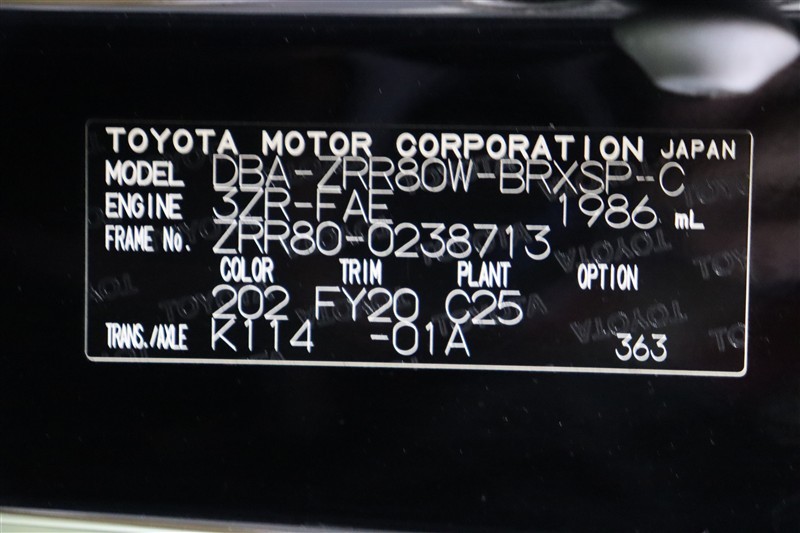 TOYOTA MOTOR CORPORATION JAPAN
MODEL DBA-ZRR80W-BRXSP-C
ENGINE 3ZR-FAE 1986 mL
FRAME No. ZRR80-0238713
COLOR TRIM PLANT OPTION
202 FY20 C25
TRANS./AXLE K114 -01A 363